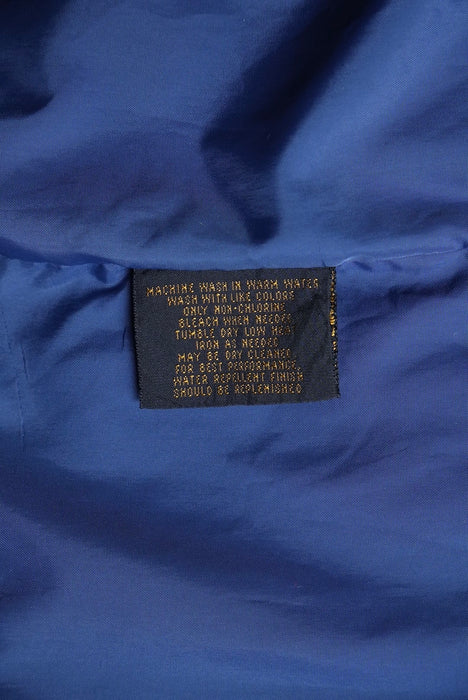 MACHINE WASH IN WARM WATER
WASH WITH LIKE COLORS
ONLY NON-CHLORINE
BLEACH WHEN NEEDED
TUMBLE DRY LOW HEAT
IRON AS NEEDED
MAY BE DRY CLEANED
FOR BEST PERFORMANCE,
WATER REPELLENT FINISH
SHOULD BE REPLENISHED